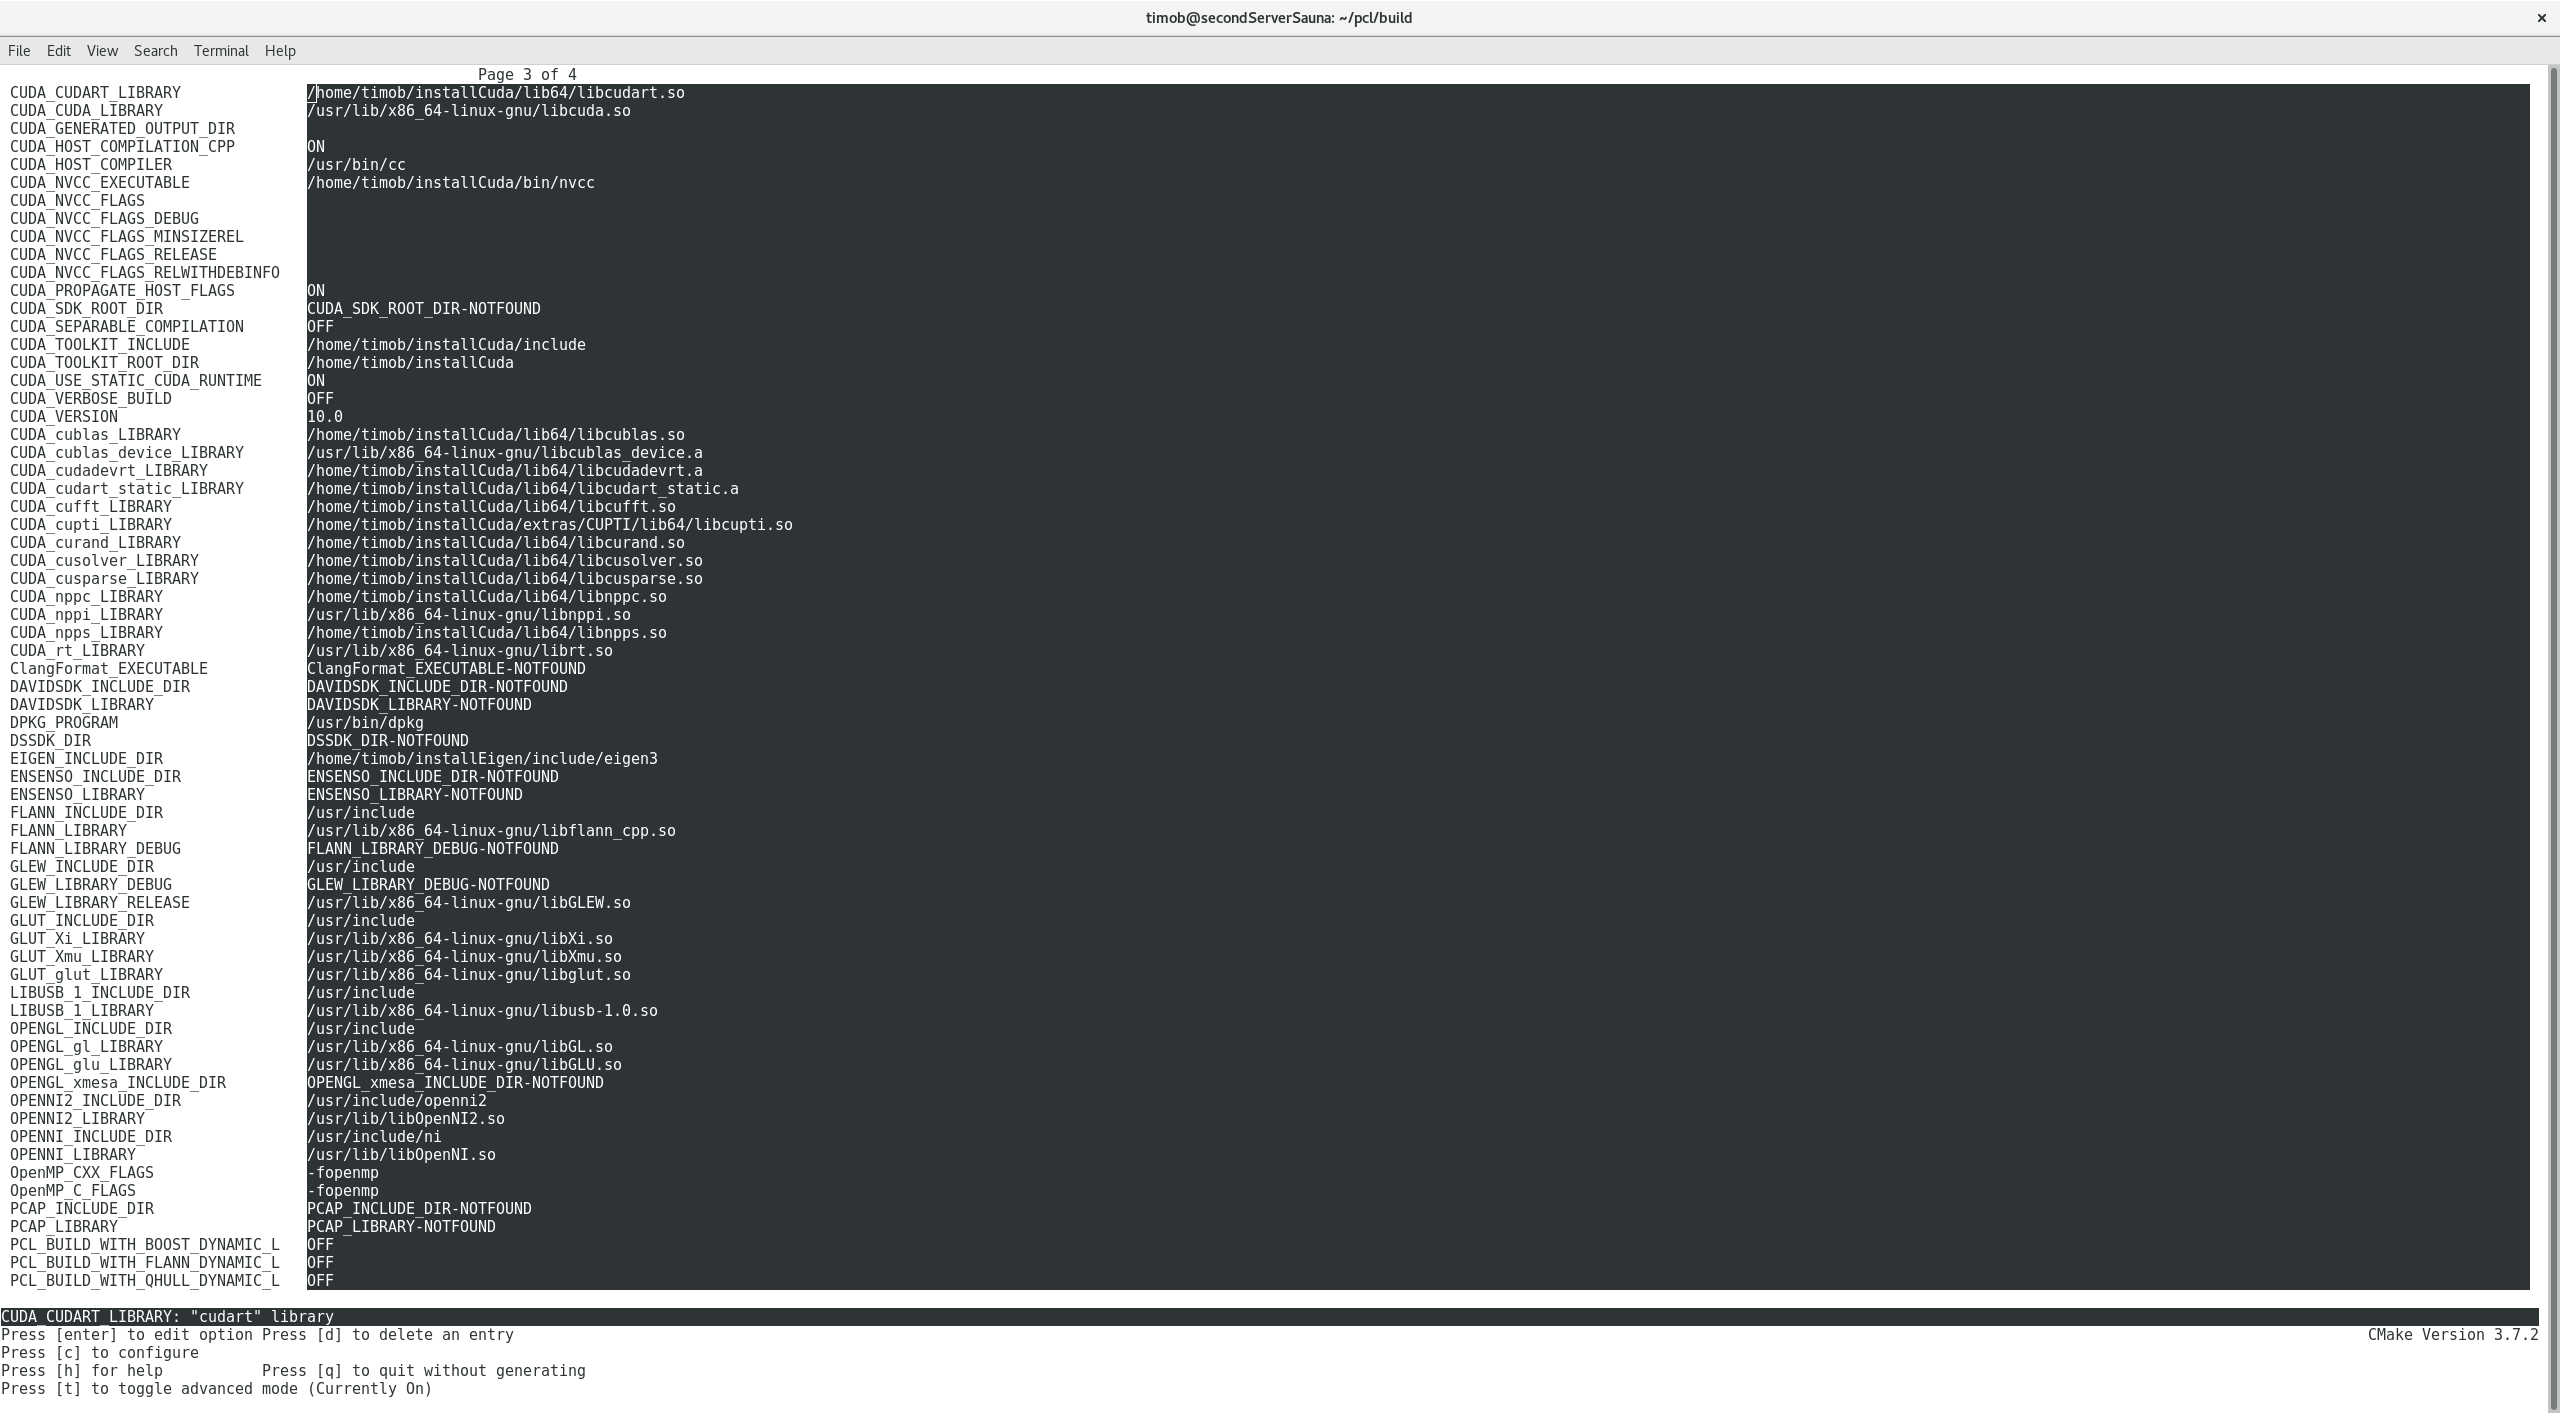 timob@secondServerSauna: ~/pcl/build ×
File Edit View Search Terminal Help
Page 3 of 4
CUDA_CUDART_LIBRARY /home/timob/installCuda/lib64/libcudart.so
CUDA_CUDA_LIBRARY /usr/lib/x86_64-linux-gnu/libcuda.so
CUDA_GENERATED_OUTPUT_DIR
CUDA_HOST_COMPILATION_CPP ON
CUDA_HOST_COMPILER /usr/bin/cc
CUDA_NVCC_EXECUTABLE /home/timob/installCuda/bin/nvcc
CUDA_NVCC_FLAGS
CUDA_NVCC_FLAGS_DEBUG
CUDA_NVCC_FLAGS_MINSIZEREL
CUDA_NVCC_FLAGS_RELEASE
CUDA_NVCC_FLAGS_RELWITHDEBINFO
CUDA_PROPAGATE_HOST_FLAGS ON
CUDA_SDK_ROOT_DIR CUDA_SDK_ROOT_DIR-NOTFOUND
CUDA_SEPARABLE_COMPILATION OFF
CUDA_TOOLKIT_INCLUDE /home/timob/installCuda/include
CUDA_TOOLKIT_ROOT_DIR /home/timob/installCuda
CUDA_USE_STATIC_CUDA_RUNTIME ON
CUDA_VERBOSE_BUILD OFF
CUDA_VERSION 10.0
CUDA_cublas_LIBRARY /home/timob/installCuda/lib64/libcublas.so
CUDA_cublas_device_LIBRARY /usr/lib/x86_64-linux-gnu/libcublas_device.a
CUDA_cudadevrt_LIBRARY /home/timob/installCuda/lib64/libcudadevrt.a
CUDA_cudart_static_LIBRARY /home/timob/installCuda/lib64/libcudart_static.a
CUDA_cufft_LIBRARY /home/timob/installCuda/lib64/libcufft.so
CUDA_cupti_LIBRARY /home/timob/installCuda/extras/CUPTI/lib64/libcupti.so
CUDA_curand_LIBRARY /home/timob/installCuda/lib64/libcurand.so
CUDA_cusolver_LIBRARY /home/timob/installCuda/lib64/libcusolver.so
CUDA_cusparse_LIBRARY /home/timob/installCuda/lib64/libcusparse.so
CUDA_nppc_LIBRARY /home/timob/installCuda/lib64/libnppc.so
CUDA_nppi_LIBRARY /usr/lib/x86_64-linux-gnu/libnppi.so
CUDA_npps_LIBRARY /home/timob/installCuda/lib64/libnpps.so
CUDA_rt_LIBRARY /usr/lib/x86_64-linux-gnu/librt.so
ClangFormat_EXECUTABLE ClangFormat_EXECUTABLE-NOTFOUND
DAVIDSDK_INCLUDE_DIR DAVIDSDK_INCLUDE_DIR-NOTFOUND
DAVIDSDK_LIBRARY DAVIDSDK_LIBRARY-NOTFOUND
DPKG_PROGRAM /usr/bin/dpkg
DSSDK_DIR DSSDK_DIR-NOTFOUND
EIGEN_INCLUDE_DIR /home/timob/installEigen/include/eigen3
ENSENSO_INCLUDE_DIR ENSENSO_INCLUDE_DIR-NOTFOUND
ENSENSO_LIBRARY ENSENSO_LIBRARY-NOTFOUND
FLANN_INCLUDE_DIR /usr/include
FLANN_LIBRARY /usr/lib/x86_64-linux-gnu/libflann_cpp.so
FLANN_LIBRARY_DEBUG FLANN_LIBRARY_DEBUG-NOTFOUND
GLEW_INCLUDE_DIR /usr/include
GLEW_LIBRARY_DEBUG GLEW_LIBRARY_DEBUG-NOTFOUND
GLEW_LIBRARY_RELEASE /usr/lib/x86_64-linux-gnu/libGLEW.so
GLUT_INCLUDE_DIR /usr/include
GLUT_Xi_LIBRARY /usr/lib/x86_64-linux-gnu/libXi.so
GLUT_Xmu_LIBRARY /usr/lib/x86_64-linux-gnu/libXmu.so
GLUT_glut_LIBRARY /usr/lib/x86_64-linux-gnu/libglut.so
LIBUSB_1_INCLUDE_DIR /usr/include
LIBUSB_1_LIBRARY /usr/lib/x86_64-linux-gnu/libusb-1.0.so
OPENGL_INCLUDE_DIR /usr/include
OPENGL_gl_LIBRARY /usr/lib/x86_64-linux-gnu/libGL.so
OPENGL_glu_LIBRARY /usr/lib/x86_64-linux-gnu/libGLU.so
OPENGL_xmesa_INCLUDE_DIR OPENGL_xmesa_INCLUDE_DIR-NOTFOUND
OPENNI2_INCLUDE_DIR /usr/include/openni2
OPENNI2_LIBRARY /usr/lib/libOpenNI2.so
OPENNI_INCLUDE_DIR /usr/include/ni
OPENNI_LIBRARY /usr/lib/libOpenNI.so
OpenMP_CXX_FLAGS -fopenmp
OpenMP_C_FLAGS -fopenmp
PCAP_INCLUDE_DIR PCAP_INCLUDE_DIR-NOTFOUND
PCAP_LIBRARY PCAP_LIBRARY-NOTFOUND
PCL_BUILD_WITH_BOOST_DYNAMIC_L OFF
PCL_BUILD_WITH_FLANN_DYNAMIC_L OFF
PCL_BUILD_WITH_QHULL_DYNAMIC_L OFF
CUDA_CUDART_LIBRARY: "cudart" library
Press [enter] to edit option Press [d] to delete an entry CMake Version 3.7.2
Press [c] to configure
Press [h] for help Press [q] to quit without generating
Press [t] to toggle advanced mode (Currently On)